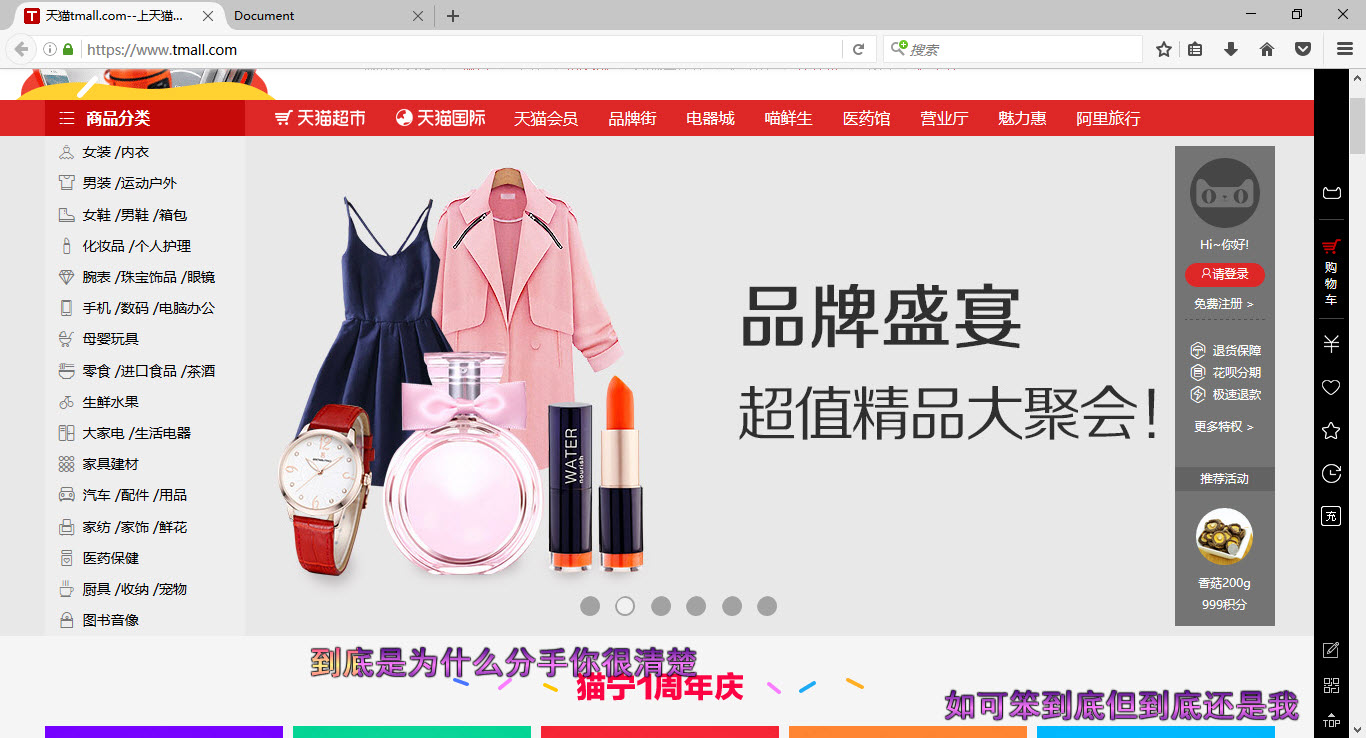 天猫tmall.com--上天猫...
Document
https://www.tmall.com
搜索
商品分类
天猫超市
天猫国际
天猫会员
品牌街
电器城
喵鲜生
医药馆
营业厅
魅力惠
阿里旅行
女装 /内衣
男装 /运动户外
女鞋 /男鞋 /箱包
化妆品 /个人护理
腕表 /珠宝饰品 /眼镜
手机 /数码 /电脑办公
母婴玩具
零食 /进口食品 /茶酒
生鲜水果
大家电 /生活电器
家具建材
汽车 /配件 /用品
家纺 /家饰 /鲜花
医药保健
厨具 /收纳 /宠物
图书音像
WATER
nourish
品牌盛宴
超值精品大聚会!
Hi~你好!
请登录
免费注册 >
退货保障
花呗分期
极速退款
更多特权 >
推荐活动
香菇200g
999积分
购物车
充
TOP
到底是为什么分手你很清楚
猫宁1周年庆
如可笨到底但到底还是我